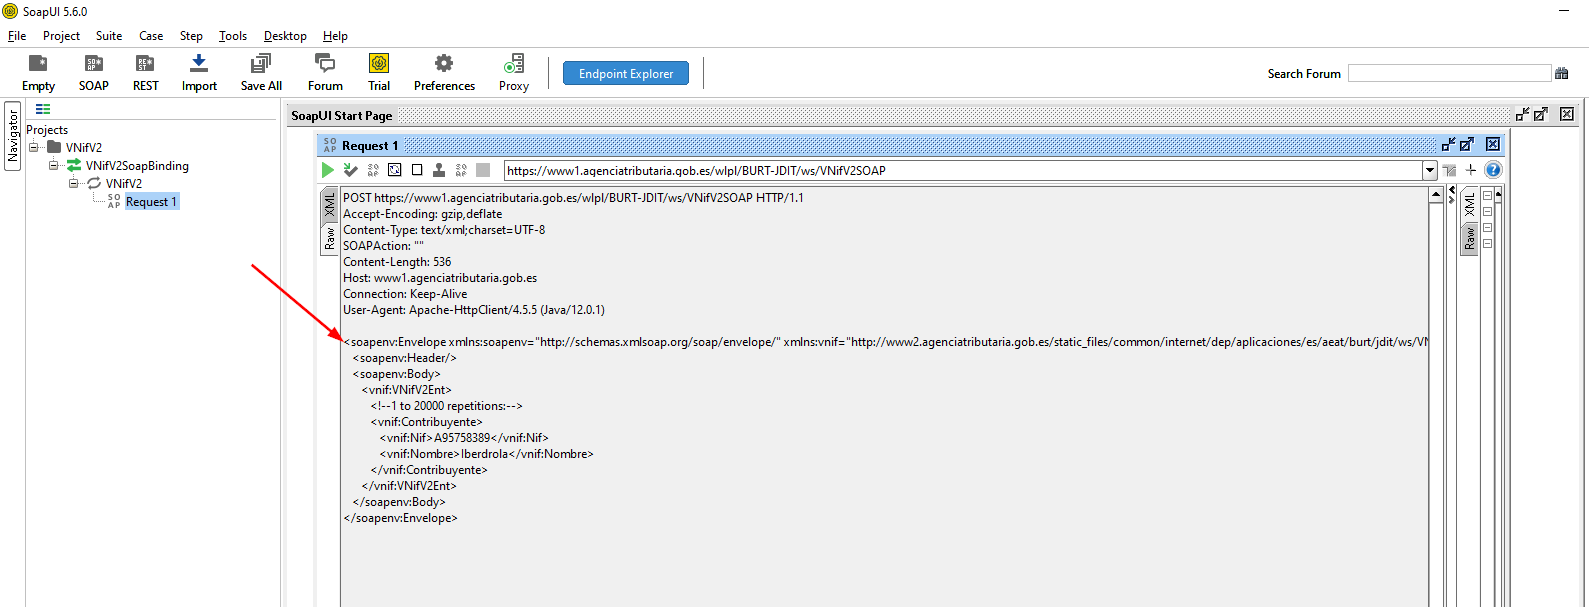 SoapUI 5.6.0
File Project Suite Case Step Tools Desktop Help
Empty SOAP REST Import Save All Forum Trial Preferences Proxy Endpoint Explorer Search Forum
Navigator
Projects
VNifV2
VNifV2SoapBinding
VNifV2
Request 1
SoapUI Start Page
Request 1
https://www1.agenciatributaria.gob.es/wlpl/BURT-JDIT/ws/VNifV2SOAP
XML
Raw
POST https://www1.agenciatributaria.gob.es/wlpl/BURT-JDIT/ws/VNifV2SOAP HTTP/1.1
Accept-Encoding: gzip,deflate
Content-Type: text/xml;charset=UTF-8
SOAPAction: ""
Content-Length: 536
Host: www1.agenciatributaria.gob.es
Connection: Keep-Alive
User-Agent: Apache-HttpClient/4.5.5 (Java/12.0.1)
<soapenv:Envelope xmlns:soapenv="http://schemas.xmlsoap.org/soap/envelope/" xmlns:vnif="http://www2.agenciatributaria.gob.es/static_files/common/internet/dep/aplicaciones/es/aeat/burt/jdit/ws/VN
<soapenv:Header/>
<soapenv:Body>
<vnif:VNifV2Ent>
<!--1 to 20000 repetitions:-->
<vnif:Contribuyente>
<vnif:Nif>A95758389</vnif:Nif>
<vnif:Nombre>Iberdrola</vnif:Nombre>
</vnif:Contribuyente>
</vnif:VNifV2Ent>
</soapenv:Body>
</soapenv:Envelope>
XML
Raw